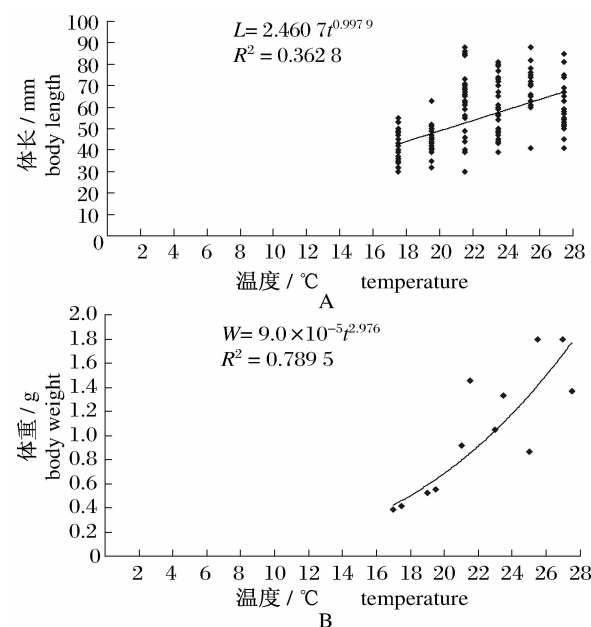 L= 2.460 7t^0.997 9
R² = 0.362 8
体长 / mm
body length
100
90
80
70
60
50
40
30
20
10
0
2 4 6 8 10 12 14 16 18 20 22 24 26 28
温度 / ℃ temperature
A
W= 9.0×10⁻⁵t^2.976
R² = 0.789 5
体重 / g
body weight
2.0
1.8
1.6
1.4
1.2
1.0
0.8
0.6
0.4
0.2
0
2 4 6 8 10 12 14 16 18 20 22 24 26 28
温度 / ℃ temperature
B